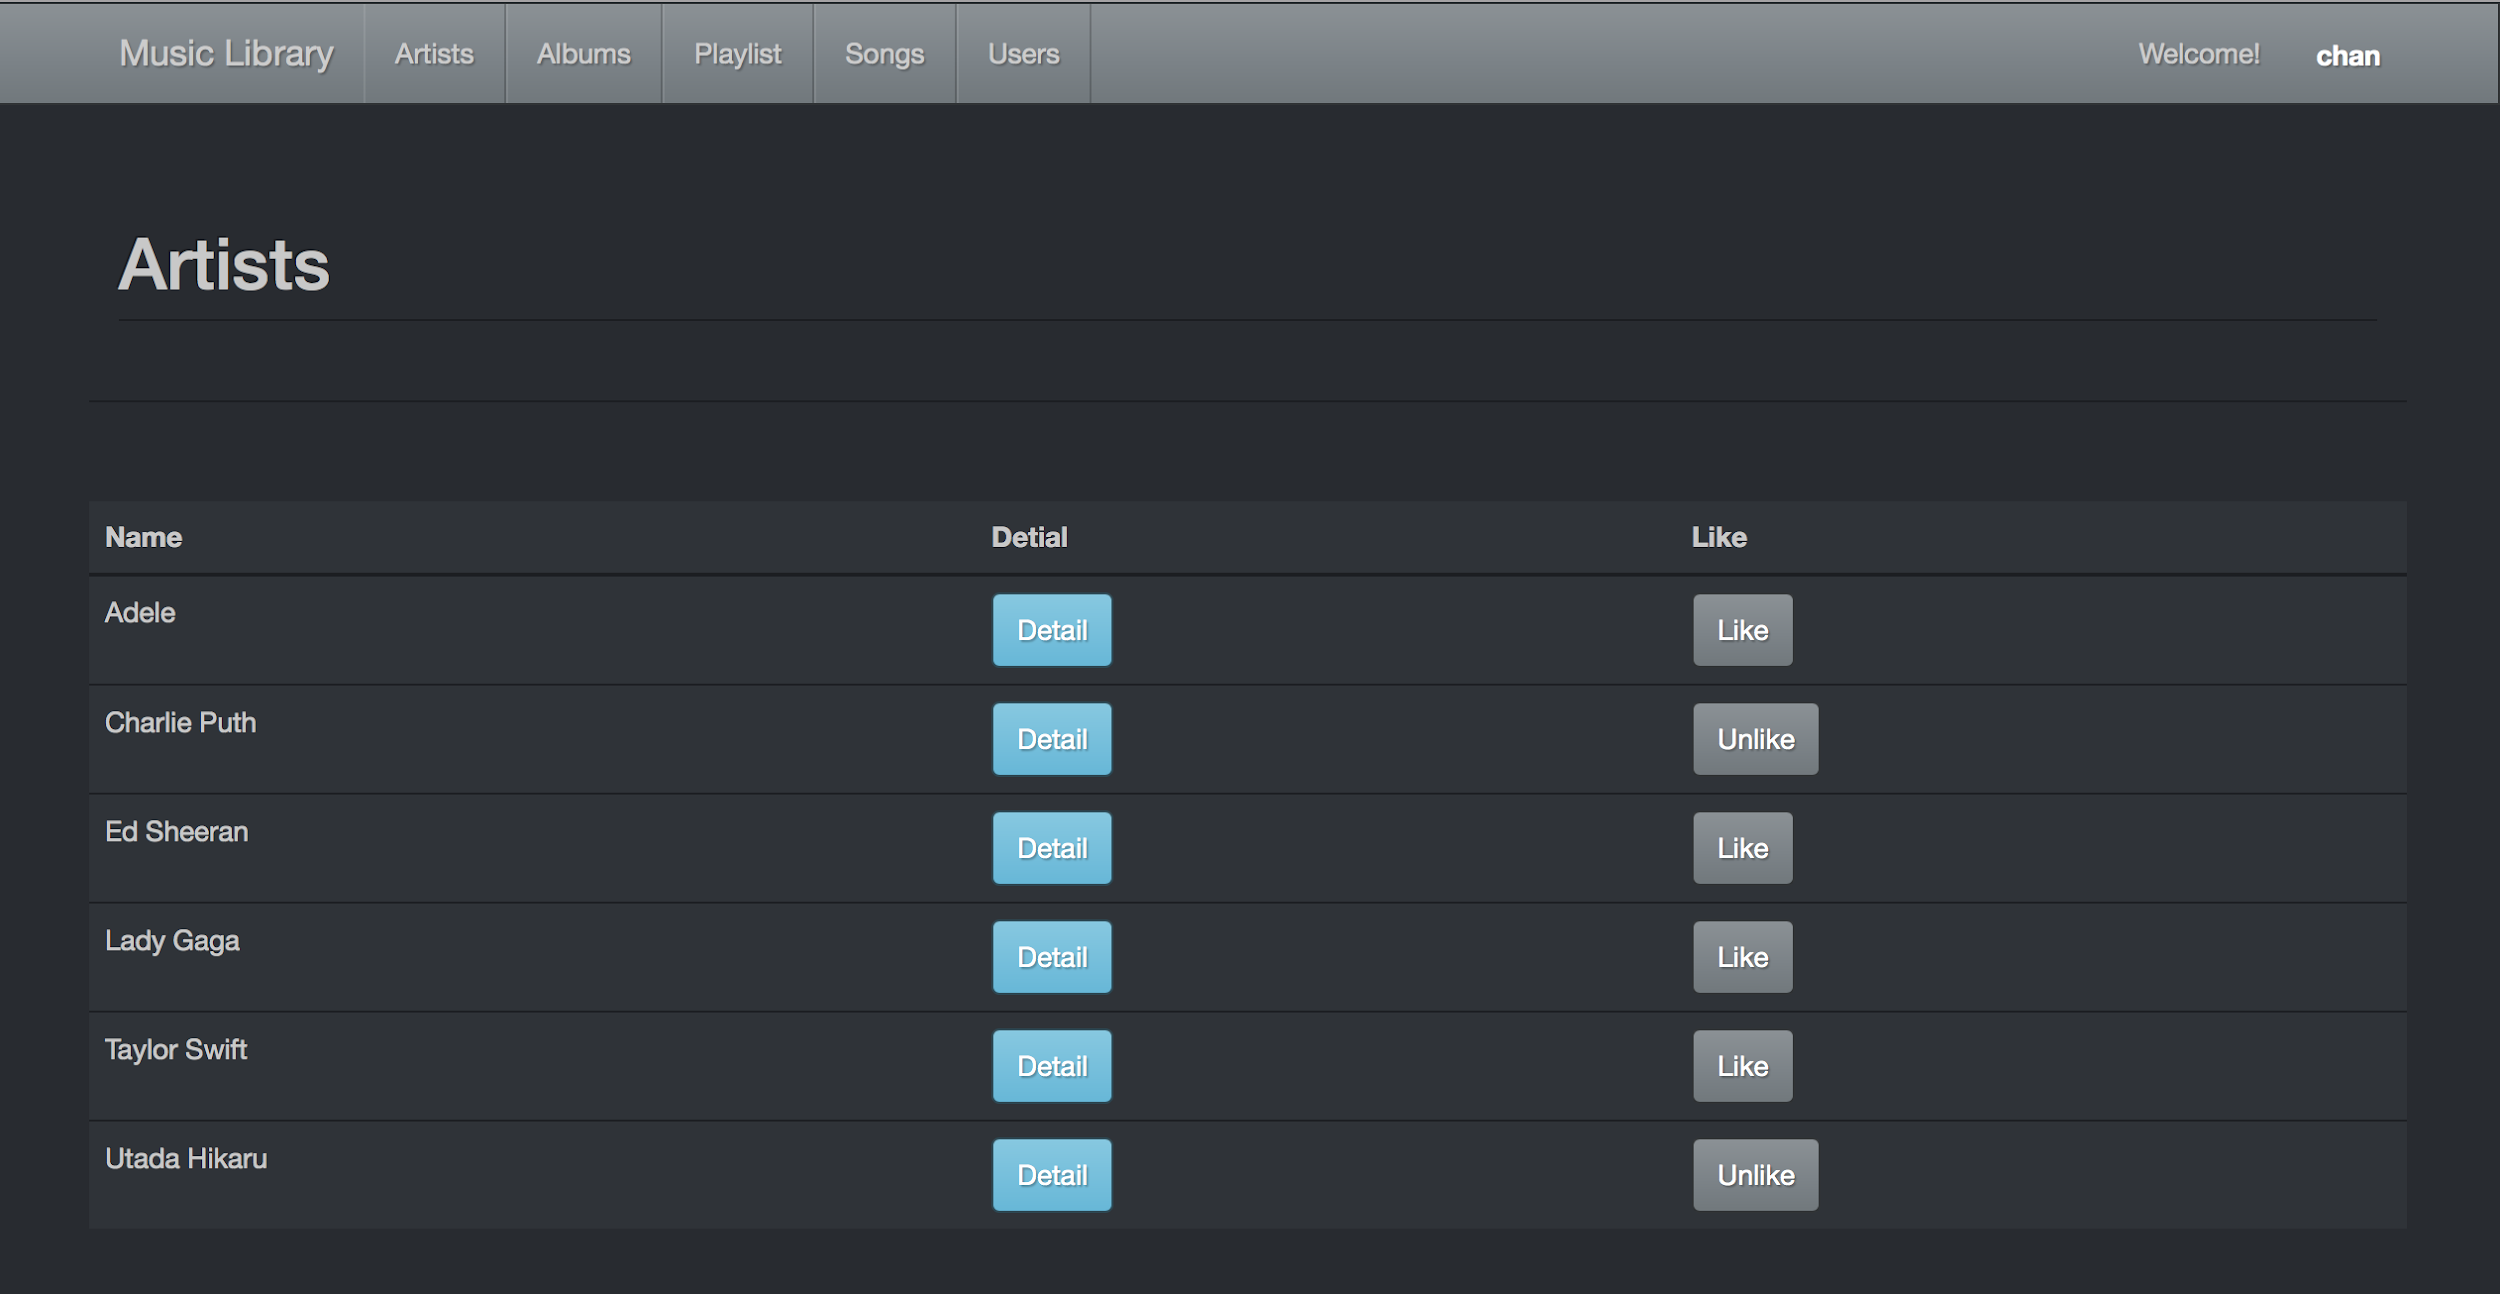 Music Library Artists Albums Playlist Songs Users Welcome! chan
Artists
Name Detial Like
Adele Detail Like
Charlie Puth Detail Unlike
Ed Sheeran Detail Like
Lady Gaga Detail Like
Taylor Swift Detail Like
Utada Hikaru Detail Unlike